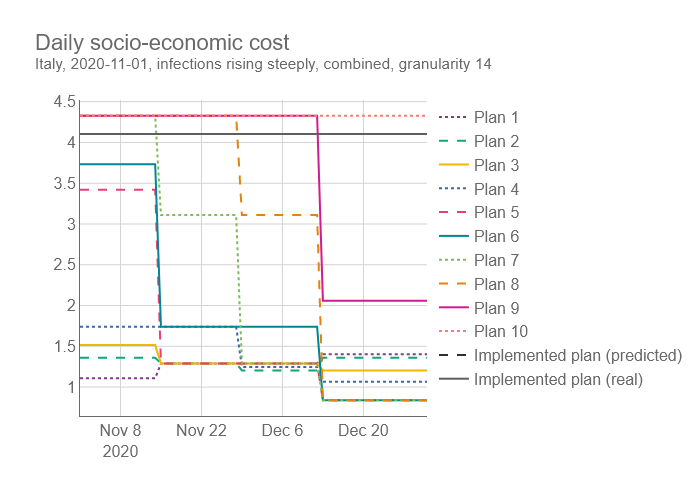 Daily socio-economic cost
Italy, 2020-11-01, infections rising steeply, combined, granularity 14
4.5
4
3.5
3
2.5
2
1.5
1
Nov 8
2020
Nov 22
Dec 6
Dec 20
Plan 1
Plan 2
Plan 3
Plan 4
Plan 5
Plan 6
Plan 7
Plan 8
Plan 9
Plan 10
Implemented plan (predicted)
Implemented plan (real)